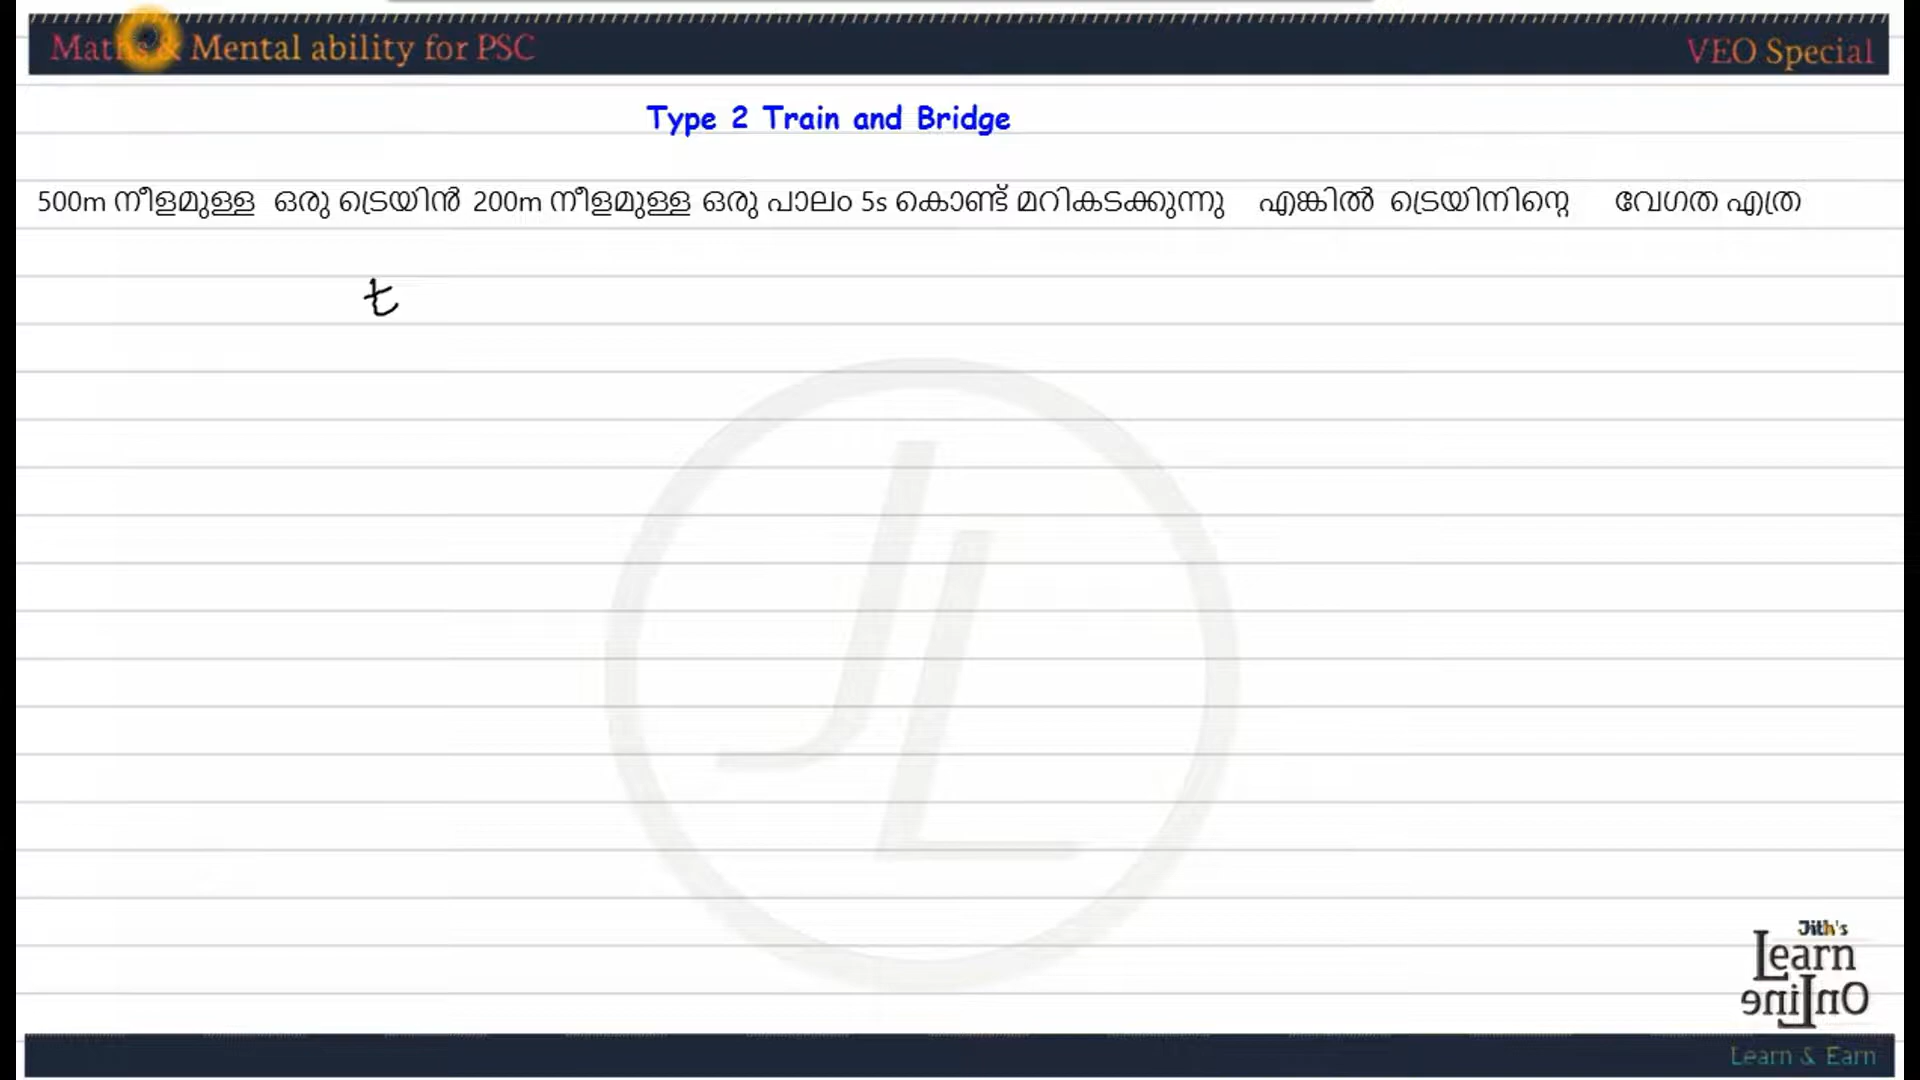 Maths & Mental ability for PSC
VEO Special
Type 2 Train and Bridge
500m നീളമുള്ള ഒരു ട്രെയിൻ 200m നീളമുള്ള ഒരു പാലം 5s കൊണ്ട് മറികടക്കുന്നു എങ്കിൽ ട്രെയിനിന്റെ വേഗത എത്ര
t
JL
Jith's
Learn
OnLine
Learn & Earn